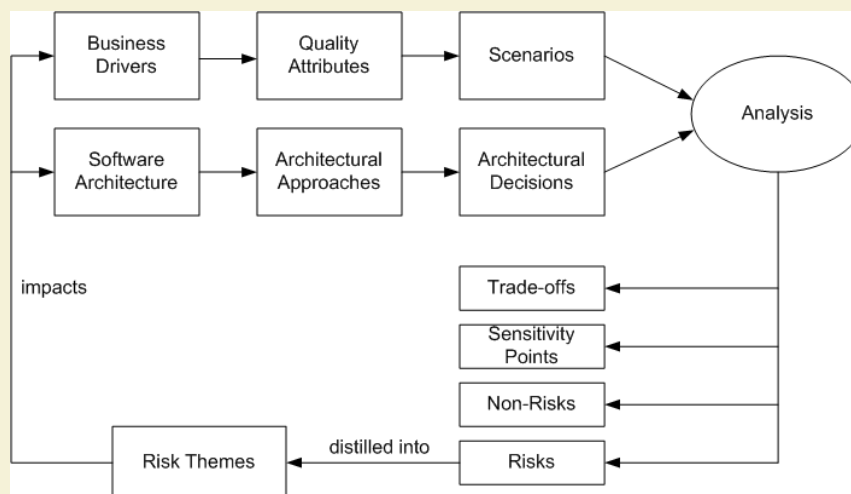 Business
Drivers
Quality
Attributes
Scenarios
Analysis
Software
Architecture
Architectural
Approaches
Architectural
Decisions
impacts
Trade-offs
Sensitivity
Points
Non-Risks
distilled into
Risk Themes
Risks